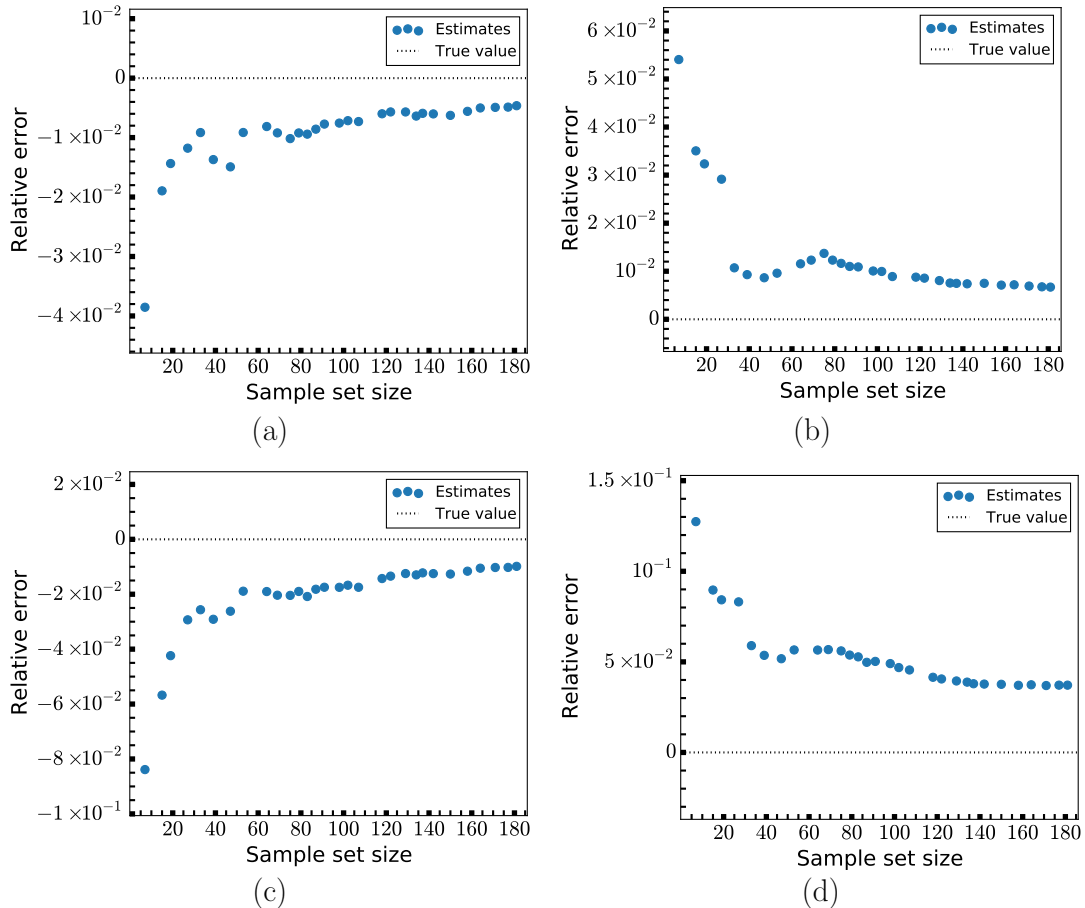 10⁻²
0
−1 ×10⁻²
−2 ×10⁻²
−3 ×10⁻²
−4 ×10⁻²
Relative error
Estimates
True value
20 40 60 80 100 120 140 160 180
Sample set size
(a)
6 ×10⁻²
5 ×10⁻²
4 ×10⁻²
3 ×10⁻²
2 ×10⁻²
10⁻²
0
Relative error
Estimates
True value
20 40 60 80 100 120 140 160 180
Sample set size
(b)
2 ×10⁻²
0
−2 ×10⁻²
−4 ×10⁻²
−6 ×10⁻²
−8 ×10⁻²
−1 ×10⁻¹
Relative error
Estimates
True value
20 40 60 80 100 120 140 160 180
Sample set size
(c)
1.5 ×10⁻¹
10⁻¹
5 ×10⁻²
0
Relative error
Estimates
True value
20 40 60 80 100 120 140 160 180
Sample set size
(d)